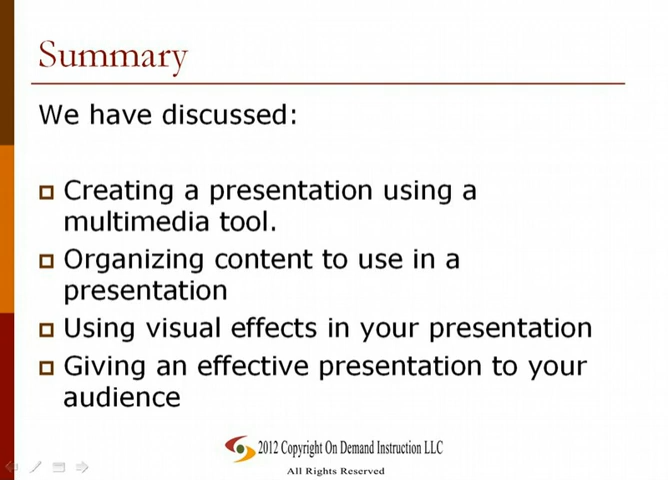 Summary
We have discussed:
Creating a presentation using a
multimedia tool.
Organizing content to use in a
presentation
Using visual effects in your presentation
Giving an effective presentation to your
audience
2012 Copyright On Demand Instruction LLC
All Rights Reserved